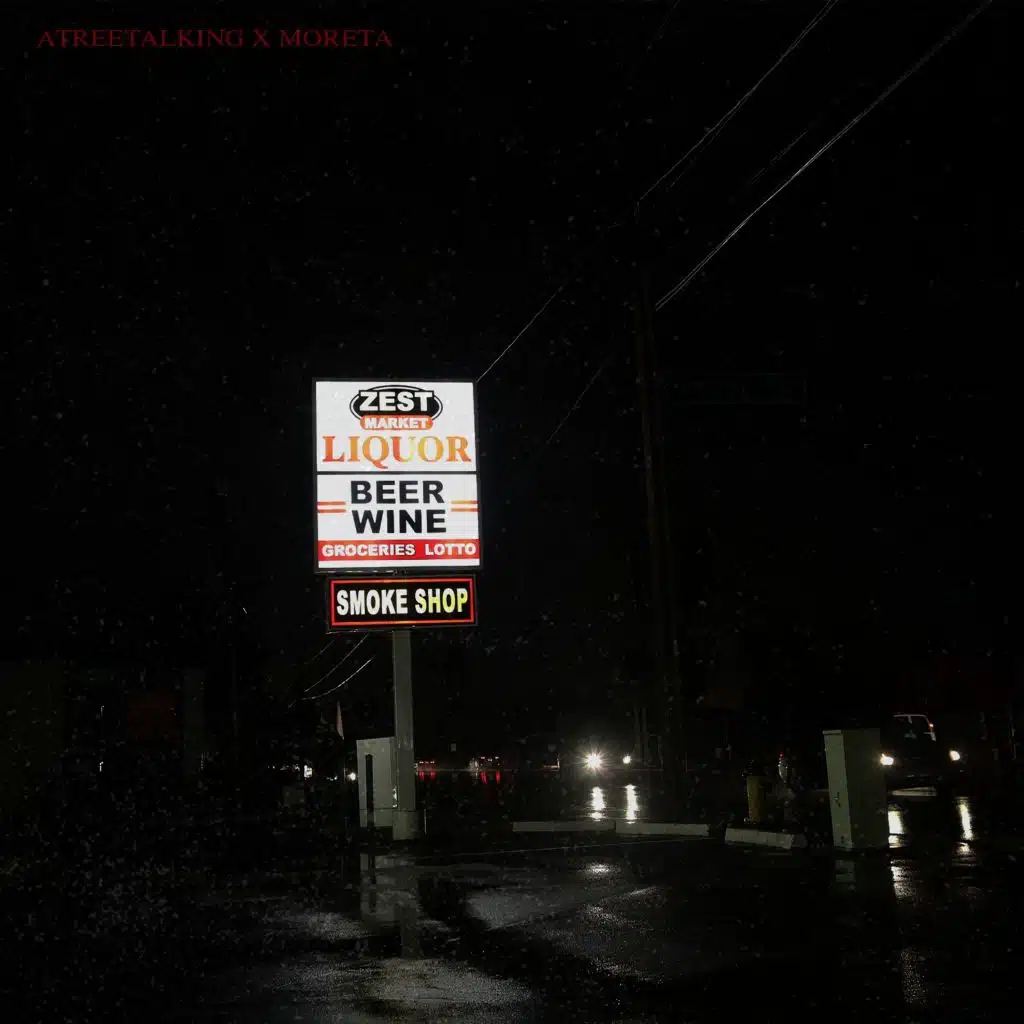 ATREETALKING X MORETA
ZEST
MARKET
LIQUOR
BEER
WINE
GROCERIES LOTTO
SMOKE SHOP